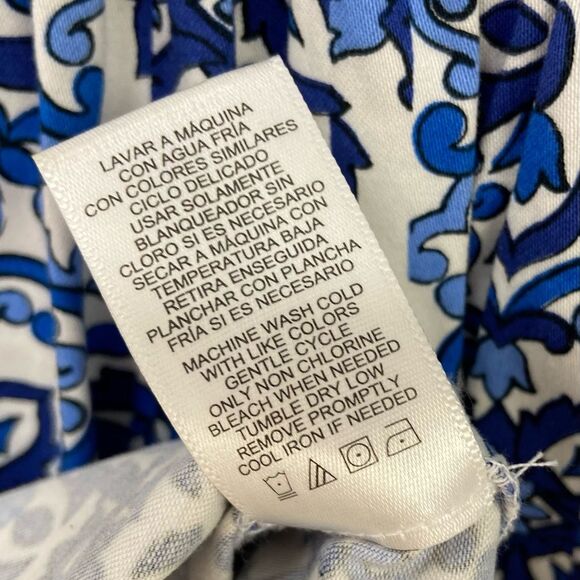 LAVAR A MÁQUINA
CON AGUA FRÍA
CON COLORES SIMILARES
CICLO DELICADO
USAR SOLAMENTE
BLANQUEADOR SIN
CLORO SI ES NECESARIO
SECAR A MÁQUINA CON
TEMPERATURA BAJA
RETIRA ENSEGUIDA
PLANCHAR CON PLANCHA
FRÍA SI ES NECESARIO
MACHINE WASH COLD
WITH LIKE COLORS
GENTLE CYCLE
ONLY NON CHLORINE
BLEACH WHEN NEEDED
TUMBLE DRY LOW
REMOVE PROMPTLY
COOL IRON IF NEEDED